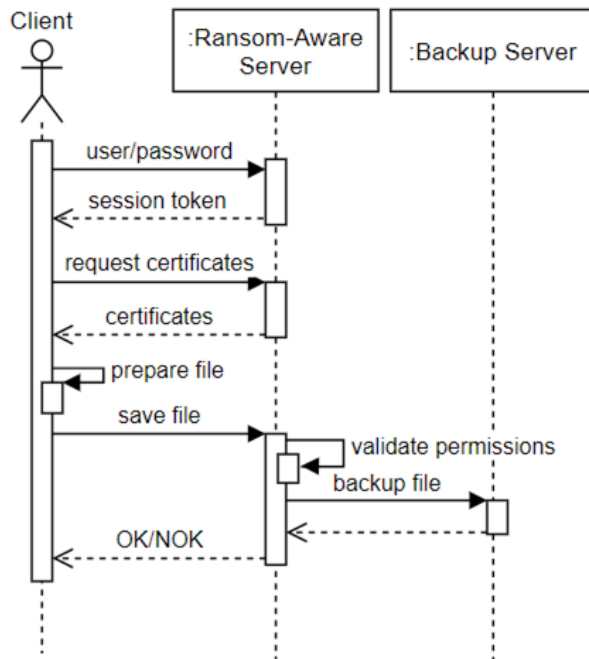 Client
:Ransom-Aware
Server
:Backup Server
user/password
session token
request certificates
certificates
prepare file
save file
validate permissions
backup file
OK/NOK